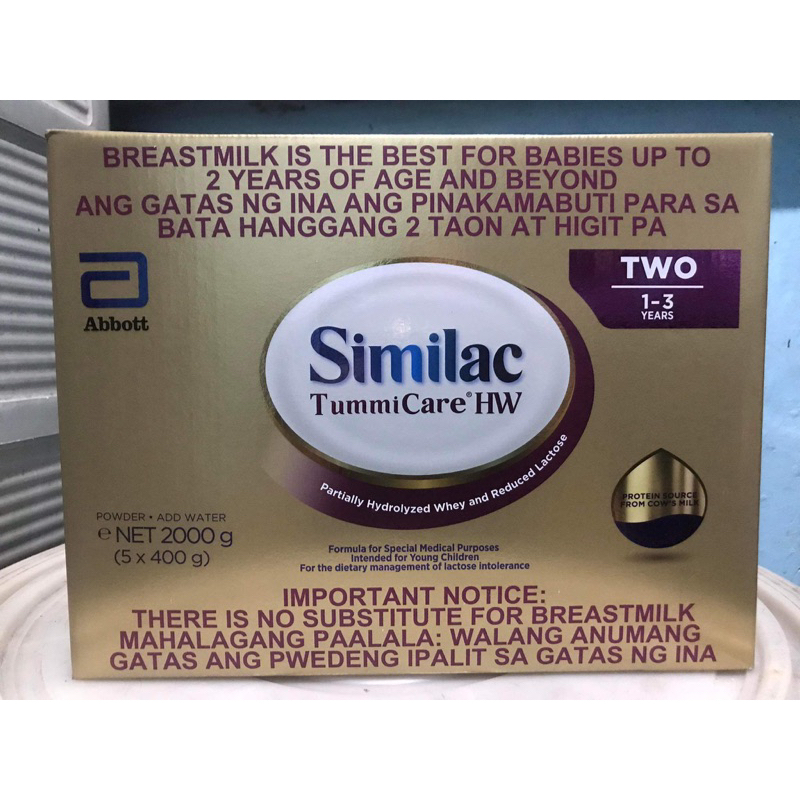 BREASTMILK IS THE BEST FOR BABIES UP TO
2 YEARS OF AGE AND BEYOND
ANG GATAS NG INA ANG PINAKAMABUTI PARA SA
BATA HANGGANG 2 TAON AT HIGIT PA
Abbott
TWO
1-3
YEARS
Similac
TummiCare® HW
Partially Hydrolyzed Whey and Reduced Lactose
PROTEIN SOURCE
FROM COW'S MILK
POWDER • ADD WATER
℮ NET 2000 g
(5 x 400 g)
Formula for Special Medical Purposes
Intended for Young Children
For the dietary management of lactose intolerance
IMPORTANT NOTICE:
THERE IS NO SUBSTITUTE FOR BREASTMILK
MAHALAGANG PAALALA: WALANG ANUMANG
GATAS ANG PWEDENG IPALIT SA GATAS NG INA